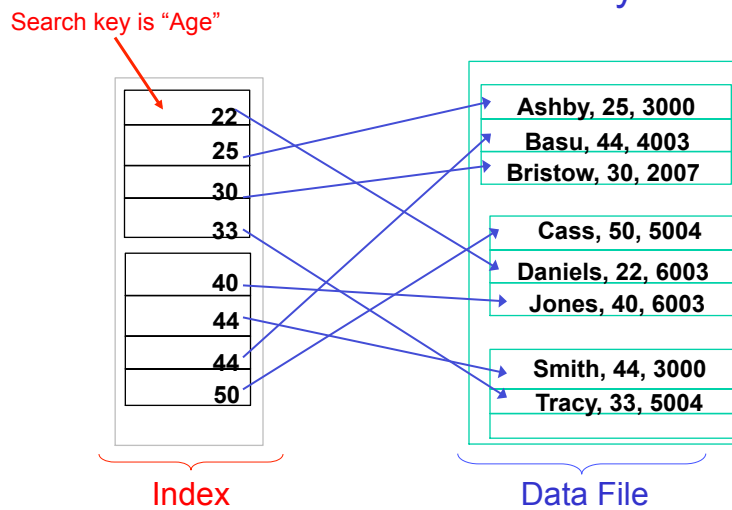 Search key is “Age”
22
25
30
33
40
44
44
50
Ashby, 25, 3000
Basu, 44, 4003
Bristow, 30, 2007
Cass, 50, 5004
Daniels, 22, 6003
Jones, 40, 6003
Smith, 44, 3000
Tracy, 33, 5004
Index
Data File